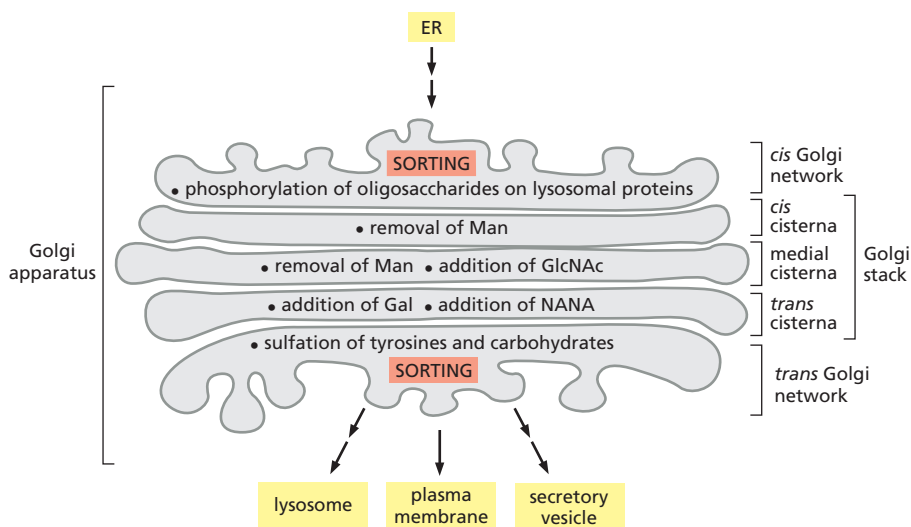 ER
SORTING
• phosphorylation of oligosaccharides on lysosomal proteins
cis Golgi
network
• removal of Man
cis
cisterna
Golgi
apparatus
• removal of Man • addition of GlcNAc
medial
cisterna
Golgi
stack
• addition of Gal • addition of NANA
trans
cisterna
• sulfation of tyrosines and carbohydrates
SORTING
trans Golgi
network
lysosome
plasma
membrane
secretory
vesicle